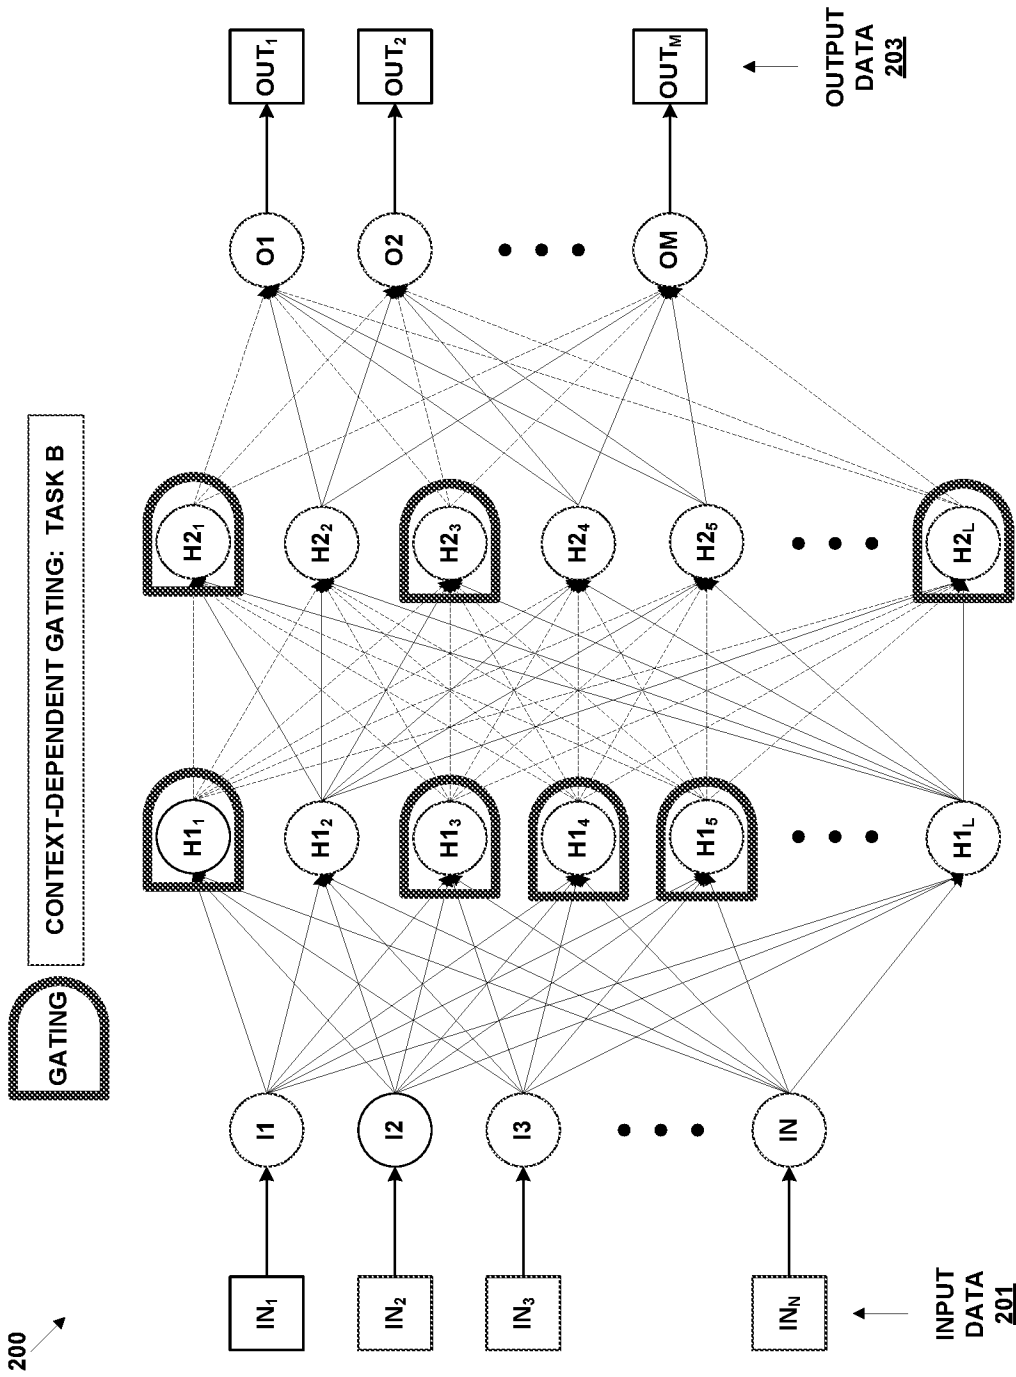 200
GATING
CONTEXT-DEPENDENT GATING: TASK B
IN₁
IN₂
IN₃
INₙ
INPUT
DATA
201
I1
I2
I3
IN
H1₁
H1₂
H1₃
H1₄
H1₅
H1L
H2₁
H2₂
H2₃
H2₄
H2₅
H2L
O1
O2
OM
OUT₁
OUT₂
OUTM
OUTPUT
DATA
203